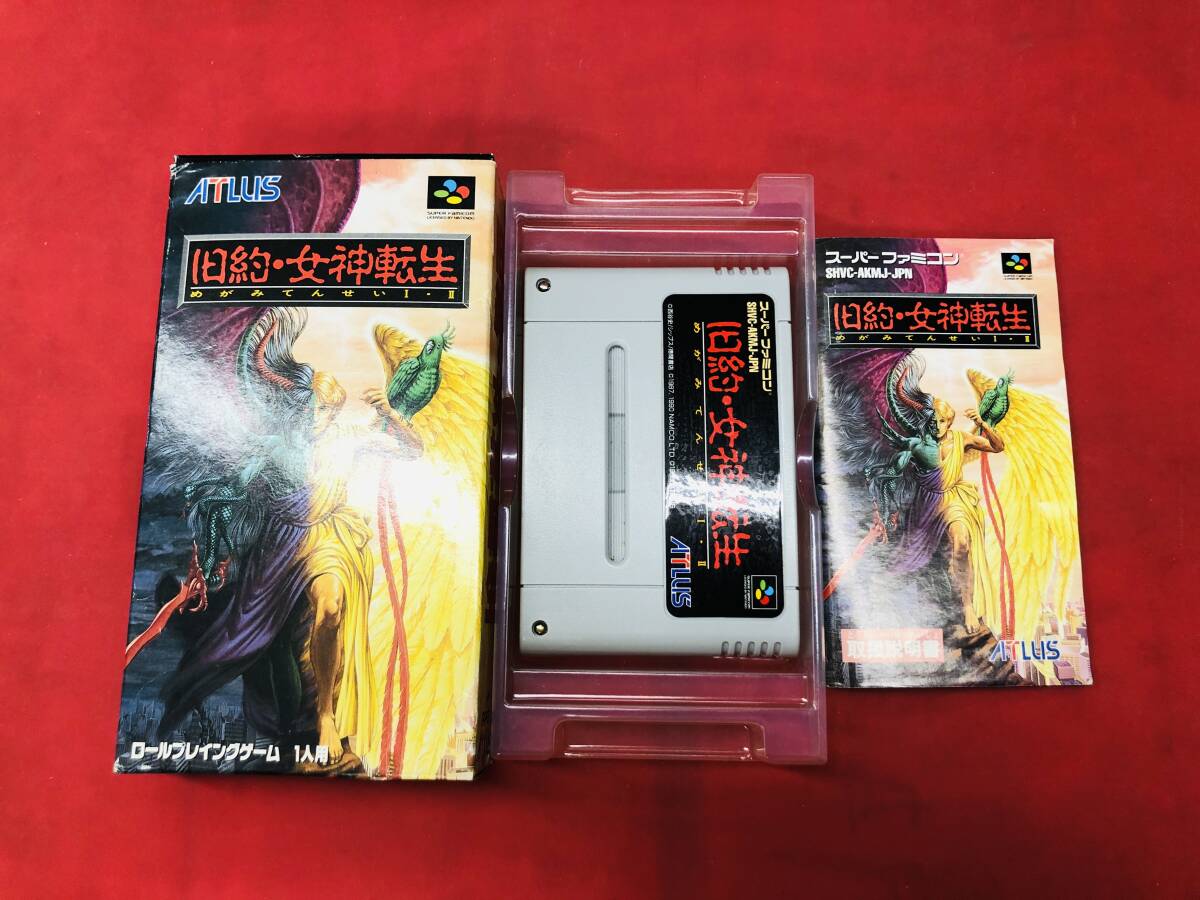 ATLUS
SUPER FAMICOM
LICENSED BY NINTENDO
旧約・女神転生
めがみてんせいI・II
ロールプレイングゲーム 1人用
スーパーファミコン
SHVC-AKMJ-JPN
旧約・女神転生
めがみてんせいI・II
ATLUS
スーパーファミコン
SHVC-AKMJ-JPN
旧約・女神転生
めがみてんせいI・II
取扱説明書
ATLUS